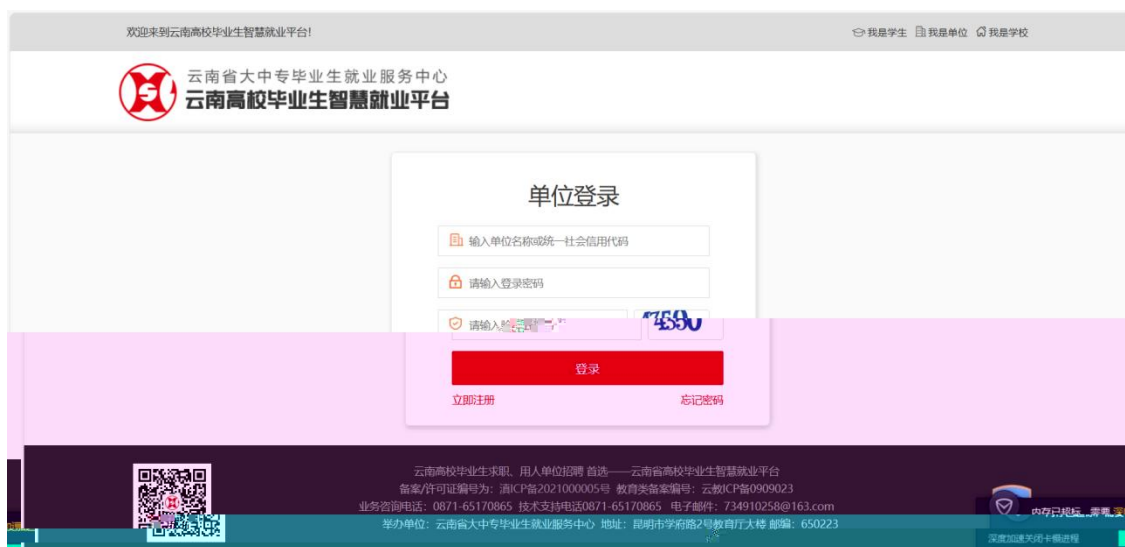 欢迎来到云南高校毕业生智慧就业平台!
我是学生 我是单位 我是学校
云南省大中专毕业生就业服务中心
云南高校毕业生智慧就业平台
单位登录
输入单位名称或统一社会信用代码
请输入登录密码
请输入
登录
立即注册 忘记密码
云南高校毕业生求职、用人单位招聘 首选——云南省高校毕业生智慧就业平台
备案/许可证编号为：滇ICP备2021000005号 教育类备案编号：云教ICP备0909023
业务咨询电话：0871-65170865 技术支持电话0871-65170865 电子邮件：734910258@163.com
举办单位：云南省大中专毕业生就业服务中心 地址：昆明市学府路2号教育厅大楼 邮编：650223
内存已超标，需要
深度加速关闭卡慢进程